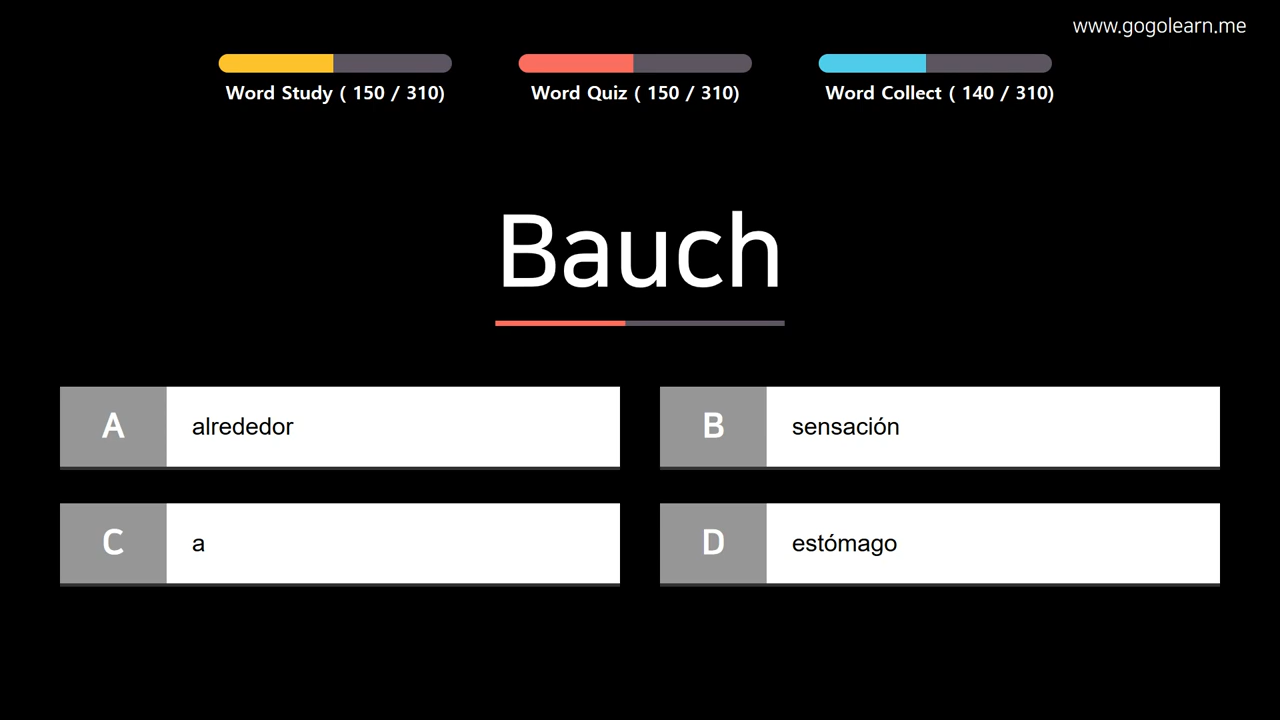 www.gogolearn.me
Word Study ( 150 / 310)
Word Quiz ( 150 / 310)
Word Collect ( 140 / 310)
Bauch
A alrededor
B sensación
C a
D estómago